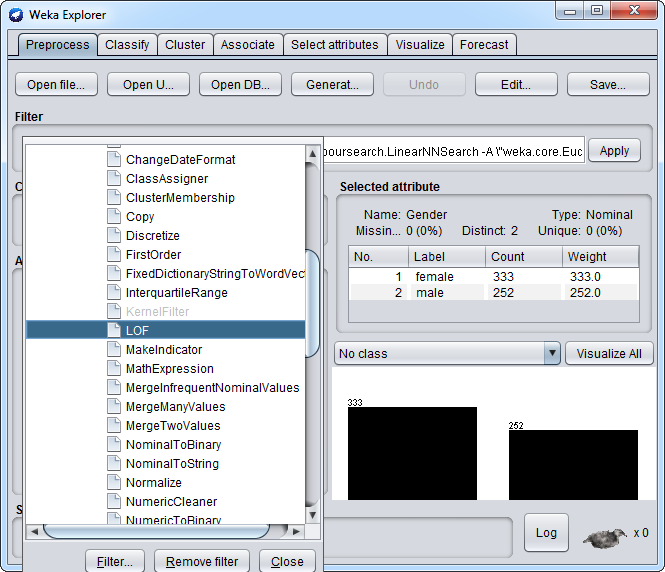 Weka Explorer
Preprocess Classify Cluster Associate Select attributes Visualize Forecast
Open file... Open U... Open DB... Generat... Undo Edit... Save...
Filter
boursearch.LinearNNSearch -A \"weka.core.Euc Apply
ChangeDateFormat
ClassAssigner
ClusterMembership
Copy
Discretize
FirstOrder
FixedDictionaryStringToWordVect
InterquartileRange
KernelFilter
LOF
MakeIndicator
MathExpression
MergeInfrequentNominalValues
MergeManyValues
MergeTwoValues
NominalToBinary
NominalToString
Normalize
NumericCleaner
NumericToBinary
Filter... Remove filter Close
C
A
S
Selected attribute
Name: Gender Type: Nominal
Missin... 0 (0%) Distinct: 2 Unique: 0 (0%)
No. Label Count Weight
1 female 333 333.0
2 male 252 252.0
No class Visualize All
333
252
Log x 0